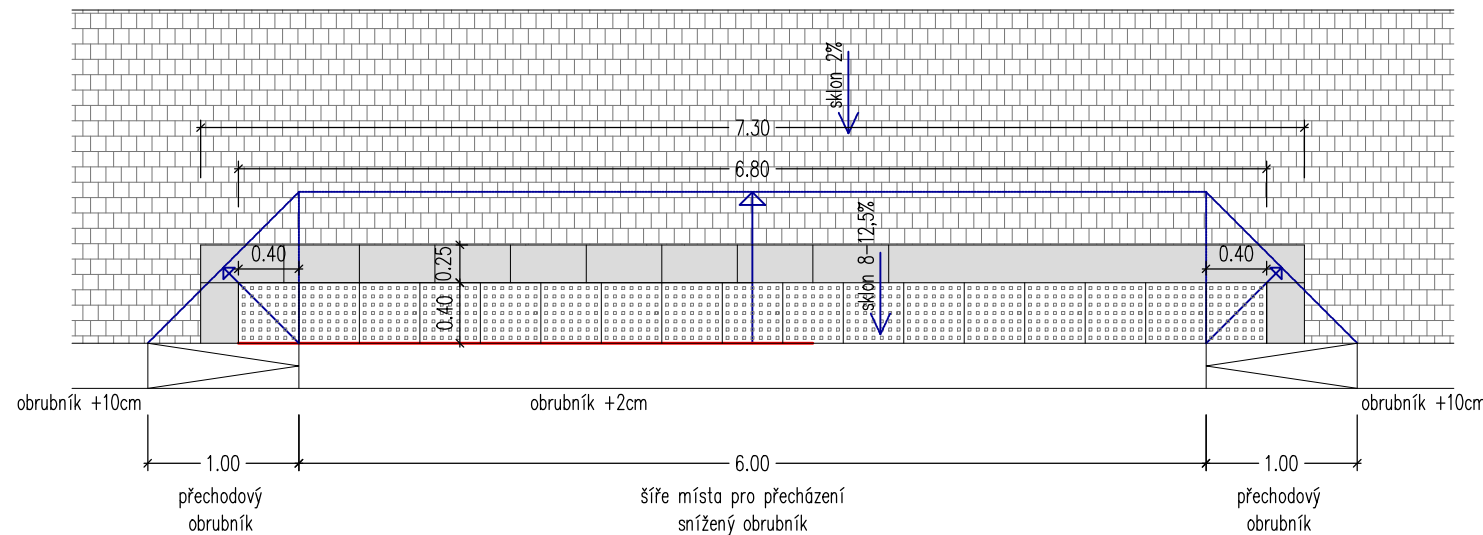 sklon 2%
7.30
6.80
sklon 8-12,5%
0.40
0.25
0.40
0.40
obrubník +10cm
obrubník +2cm
obrubník +10cm
1.00
6.00
1.00
přechodový
obrubník
šíře místa pro přecházení
snížený obrubník
přechodový
obrubník